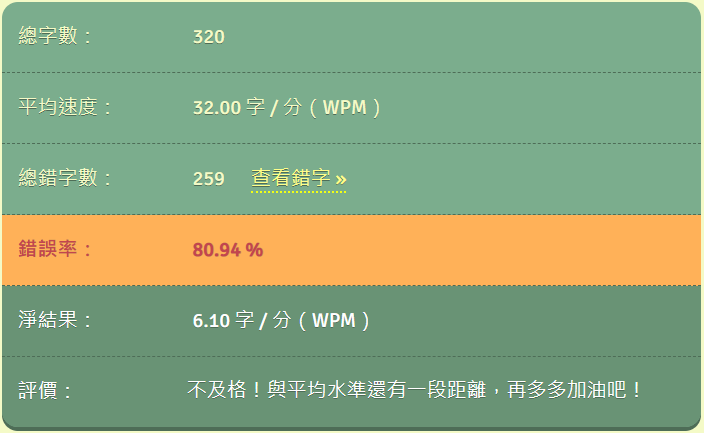 總字數： 320
平均速度： 32.00 字 / 分（WPM）
總錯字數： 259 查看錯字 »
錯誤率： 80.94 %
淨結果： 6.10 字 / 分（WPM）
評價： 不及格！與平均水準還有一段距離，再多多加油吧！